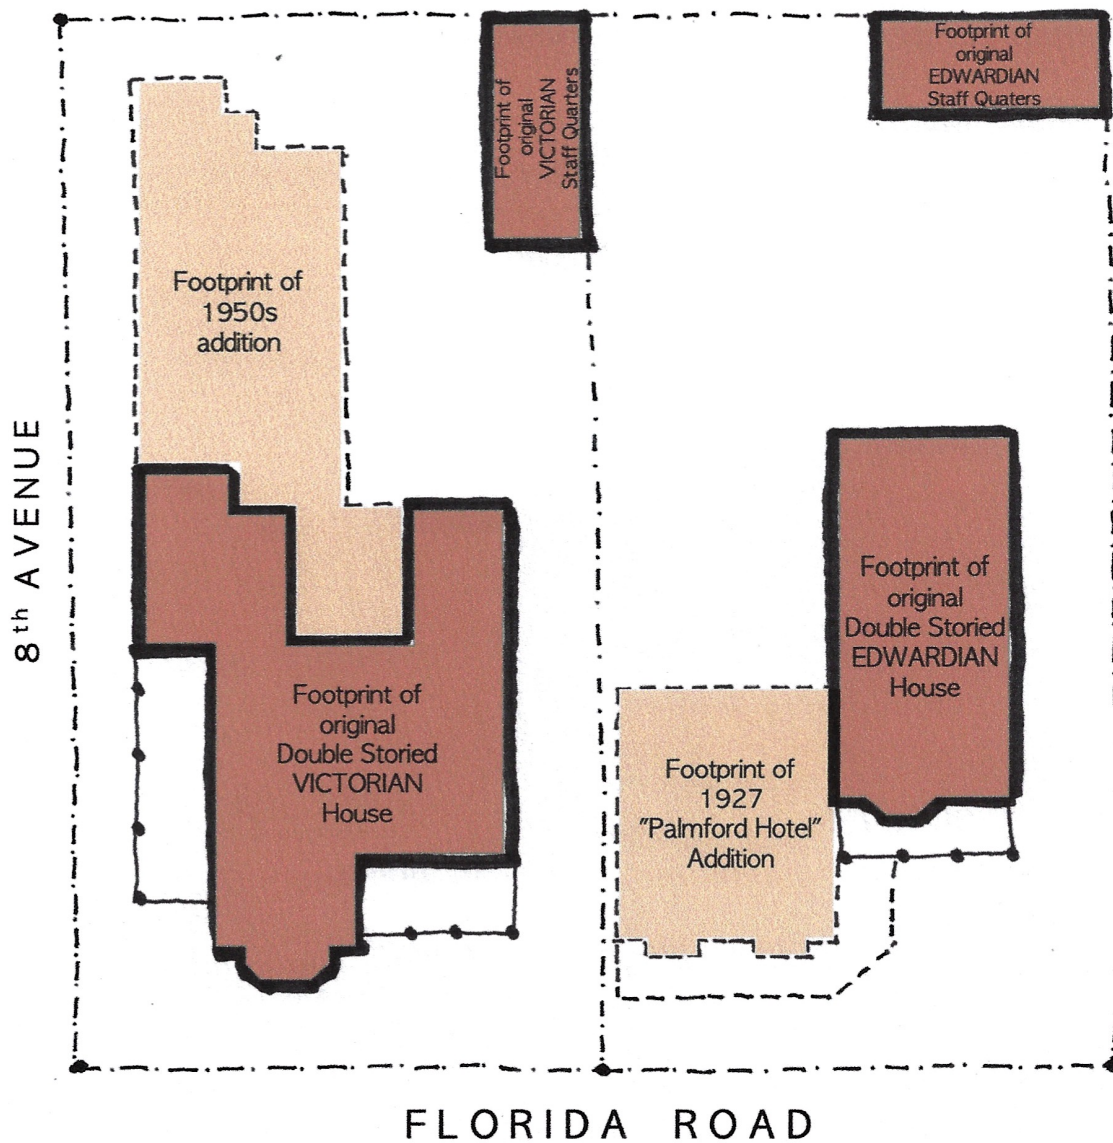 Footprint of
original
VICTORIAN
Staff Quarters
Footprint of
original
EDWARDIAN
Staff Quaters
Footprint of
1950s
addition
8th AVENUE
Footprint of
original
Double Storied
VICTORIAN
House
Footprint of
original
Double Storied
EDWARDIAN
House
Footprint of
1927
"Palmford Hotel"
Addition
FLORIDA ROAD